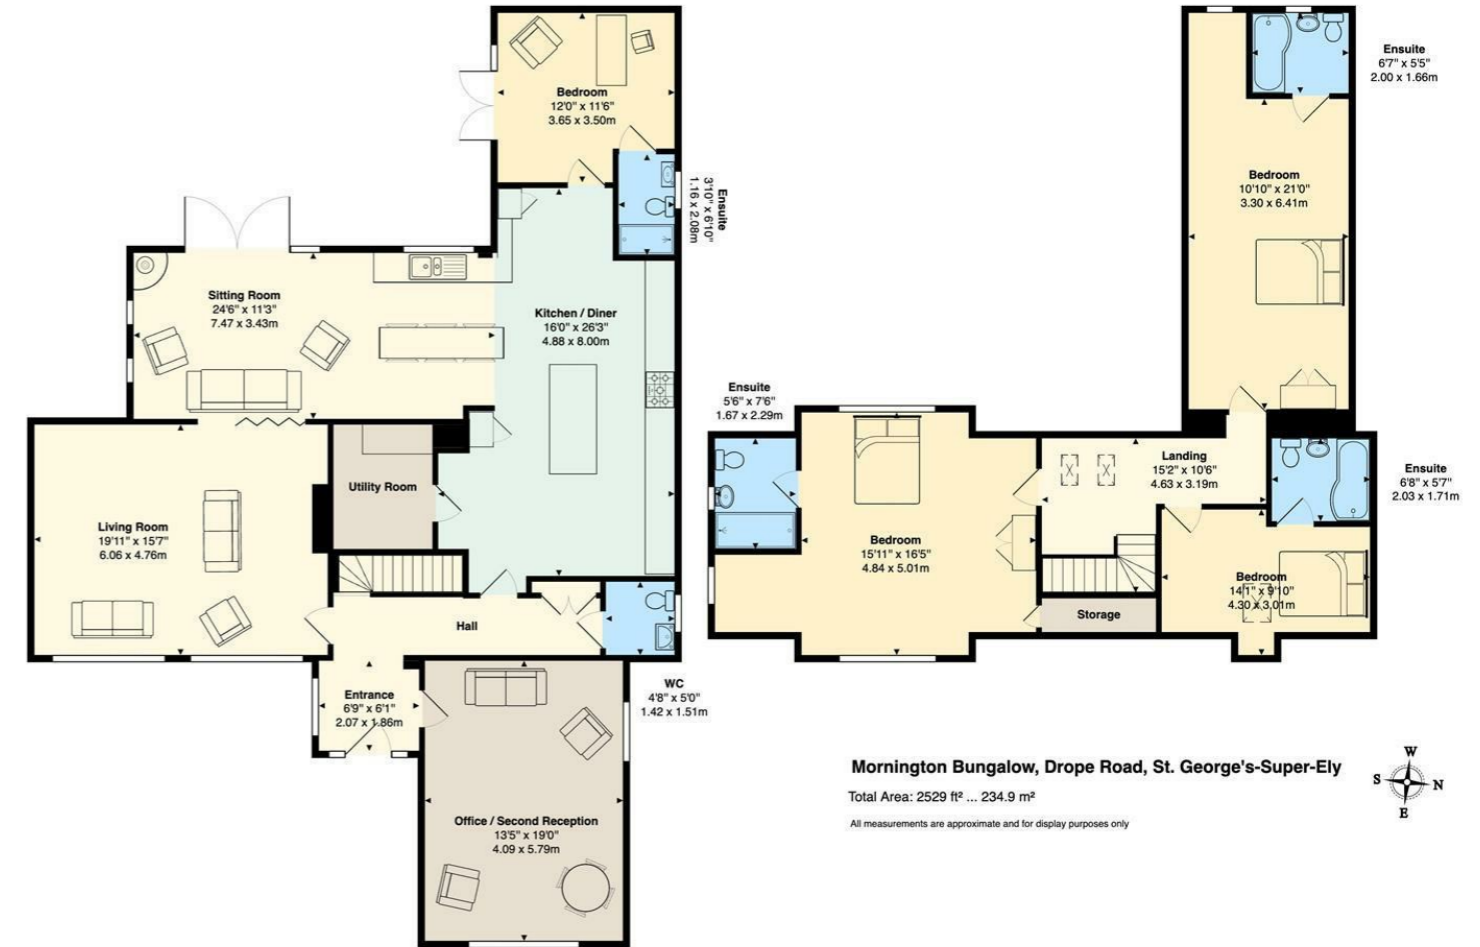 Bedroom
12'0" x 11'6"
3.65 x 3.50m
Ensuite
3'10" x 6'10"
1.16 x 2.08m
Sitting Room
24'6" x 11'3"
7.47 x 3.43m
Kitchen / Diner
16'0" x 26'3"
4.88 x 8.00m
Utility Room
Living Room
19'11" x 15'7"
6.06 x 4.76m
Hall
Entrance
6'9" x 6'1"
2.07 x 1.86m
WC
4'8" x 5'0"
1.42 x 1.51m
Office / Second Reception
13'5" x 19'0"
4.09 x 5.79m
Ensuite
6'7" x 5'5"
2.00 x 1.66m
Bedroom
10'10" x 21'0"
3.30 x 6.41m
Ensuite
5'6" x 7'6"
1.67 x 2.29m
Landing
15'2" x 10'6"
4.63 x 3.19m
Ensuite
6'8" x 5'7"
2.03 x 1.71m
Bedroom
15'11" x 16'5"
4.84 x 5.01m
Bedroom
14'1" x 9'10"
4.30 x 3.01m
Storage
Mornington Bungalow, Drope Road, St. George's-Super-Ely
Total Area: 2529 ft² ... 234.9 m²
All measurements are approximate and for display purposes only
W
S
N
E